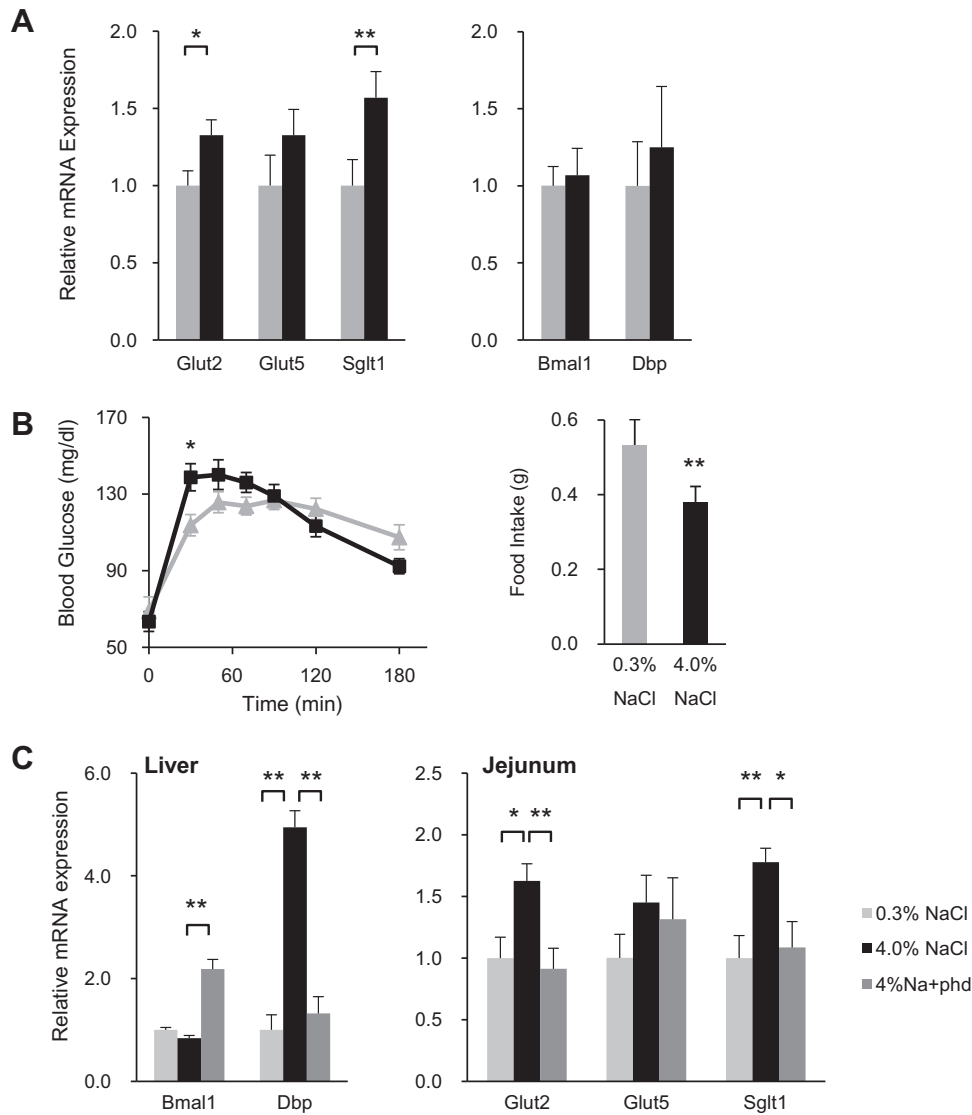 A
Relative mRNA Expression
2.0
1.5
1.0
0.5
0.0
*
**
Glut2 Glut5 Sglt1
2.0
1.5
1.0
0.5
0.0
Bmal1 Dbp
B
Blood Glucose (mg/dl)
170
130
90
50
*
0 60 120 180
Time (min)
Food Intake (g)
0.6
0.4
0.2
0.0
**
0.3% 4.0%
NaCl NaCl
C
Relative mRNA expression
Liver
6.0
4.0
2.0
0.0
** ** **
Bmal1 Dbp
Jejunum
2.5
2.0
1.5
1.0
0.5
0.0
* ** ** *
Glut2 Glut5 Sglt1
0.3% NaCl
4.0% NaCl
4%Na+phd